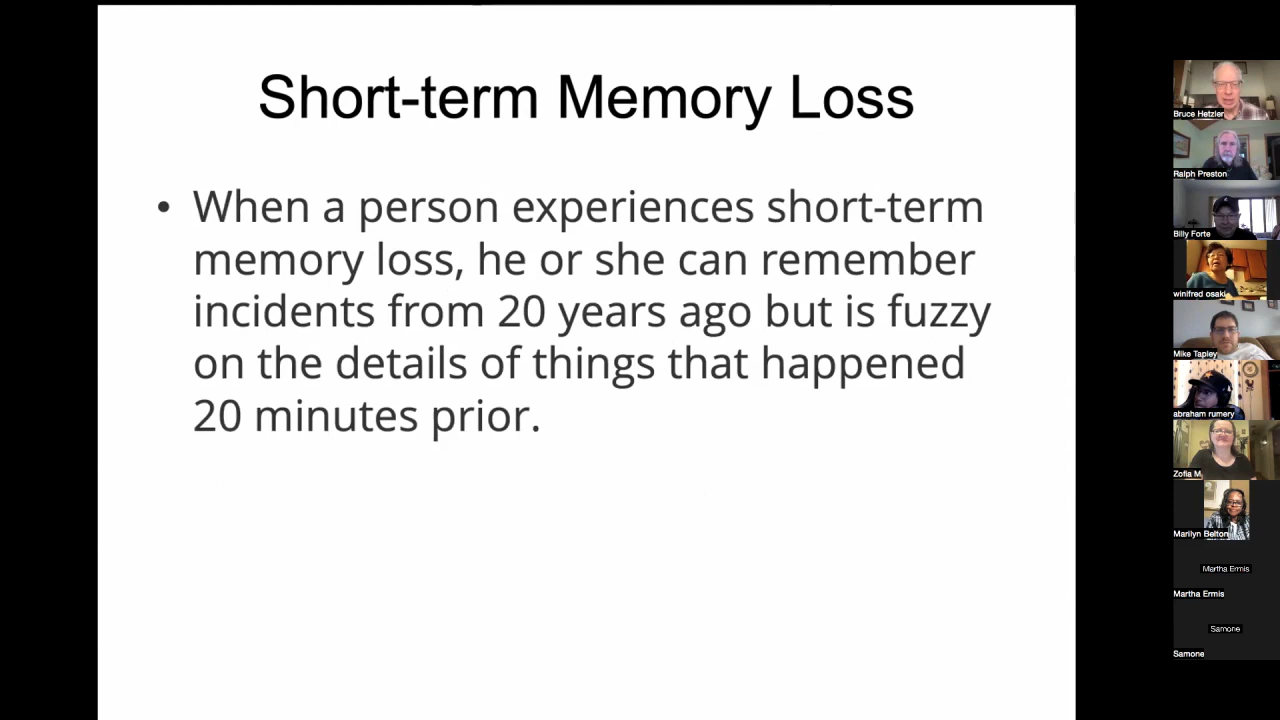 Short-term Memory Loss
• When a person experiences short-term
memory loss, he or she can remember
incidents from 20 years ago but is fuzzy
on the details of things that happened
20 minutes prior.
Bruce Hetzler
Ralph Preston
Billy Forte
winifred osaki
Mike Tapley
abraham rumery
Zofia M
Marilyn Belton
Martha Ermis
Martha Ermis
Samone
Samone